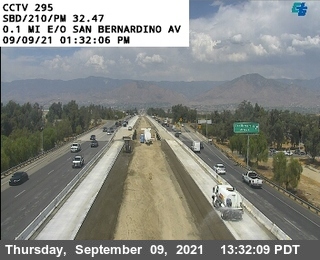 CCTV 295
SBD/210/PM 32.47
0.1 MI E/O SAN BERNARDINO AV
09/09/21 01:32:06 PM
Thursday, September 09, 2021 13:32:09 PDT